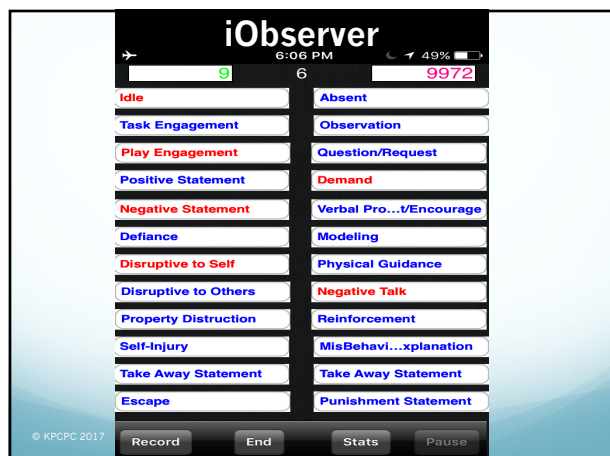 iObserver
6:06 PM 49%
9 6 9972
Idle Absent
Task Engagement Observation
Play Engagement Question/Request
Positive Statement Demand
Negative Statement Verbal Pro...t/Encourage
Defiance Modeling
Disruptive to Self Physical Guidance
Disruptive to Others Negative Talk
Property Distruction Reinforcement
Self-Injury MisBehavi...xplanation
Take Away Statement Take Away Statement
Escape Punishment Statement
© KPCPC 2017 Record End Stats Pause